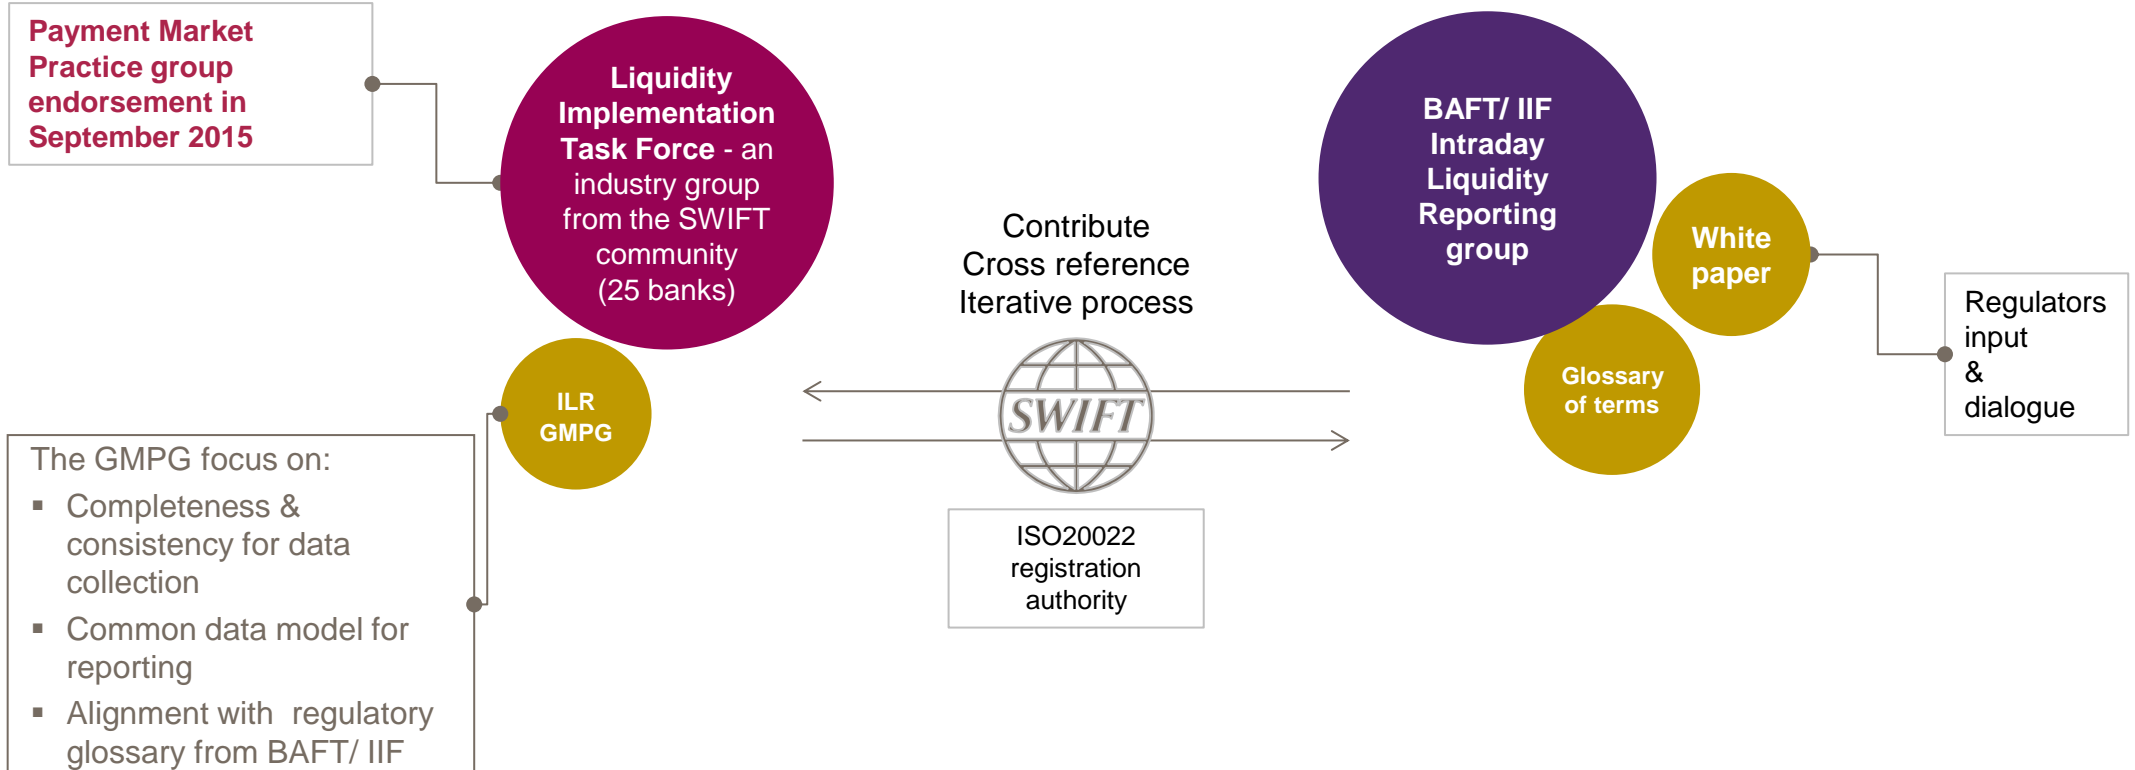 Payment Market
Practice group
endorsement in
September 2015
Liquidity
Implementation
Task Force - an
industry group
from the SWIFT
community
(25 banks)
ILR
GMPG
The GMPG focus on:
▪ Completeness &
consistency for data
collection
▪ Common data model for
reporting
▪ Alignment with regulatory
glossary from BAFT/ IIF
Contribute
Cross reference
Iterative process
SWIFT
ISO20022
registration
authority
BAFT/ IIF
Intraday
Liquidity
Reporting
group
White
paper
Glossary
of terms
Regulators
input
&
dialogue